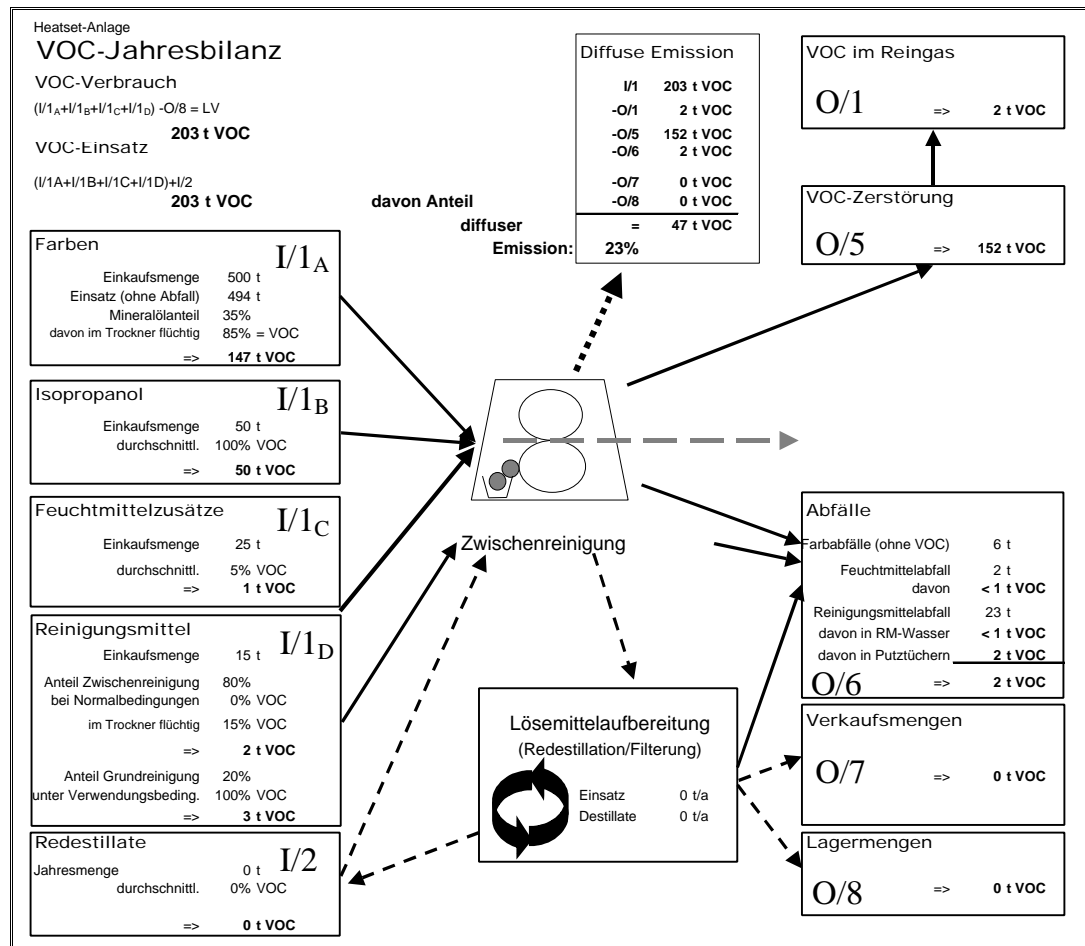 Heatset-Anlage
VOC-Jahresbilanz
VOC-Verbrauch
(I/1A+I/1B+I/1C+I/1D) -O/8 = LV
203 t VOC
VOC-Einsatz
(I/1A+I/1B+I/1C+I/1D)+I/2
203 t VOC
davon Anteil
diffuser
Emission:
Diffuse Emission
I/1 203 t VOC
-O/1 2 t VOC
-O/5 152 t VOC
-O/6 2 t VOC
-O/7 0 t VOC
-O/8 0 t VOC
= 47 t VOC
23%
VOC im Reingas
O/1 => 2 t VOC
VOC-Zerstörung
O/5 => 152 t VOC
Farben I/1A
Einkaufsmenge 500 t
Einsatz (ohne Abfall) 494 t
Mineralölanteil 35%
davon im Trockner flüchtig 85% = VOC
=> 147 t VOC
Isopropanol I/1B
Einkaufsmenge 50 t
durchschnittl. 100% VOC
=> 50 t VOC
Feuchtmittelzusätze I/1C
Einkaufsmenge 25 t
durchschnittl. 5% VOC
=> 1 t VOC
Reinigungsmittel I/1D
Einkaufsmenge 15 t
Anteil Zwischenreinigung 80%
bei Normalbedingungen 0% VOC
im Trockner flüchtig 15% VOC
=> 2 t VOC
Anteil Grundreinigung 20%
unter Verwendungsbeding. 100% VOC
=> 3 t VOC
Redestillate I/2
Jahresmenge 0 t
durchschnittl. 0% VOC
=> 0 t VOC
Zwischenreinigung
Lösemittelaufbereitung
(Redestillation/Filterung)
Einsatz 0 t/a
Destillate 0 t/a
Abfälle
Farbabfälle (ohne VOC) 6 t
Feuchtmittelabfall 2 t
davon < 1 t VOC
Reinigungsmittelabfall 23 t
davon in RM-Wasser < 1 t VOC
davon in Putztüchern 2 t VOC
O/6 => 2 t VOC
Verkaufsmengen
O/7 => 0 t VOC
Lagermengen
O/8 => 0 t VOC